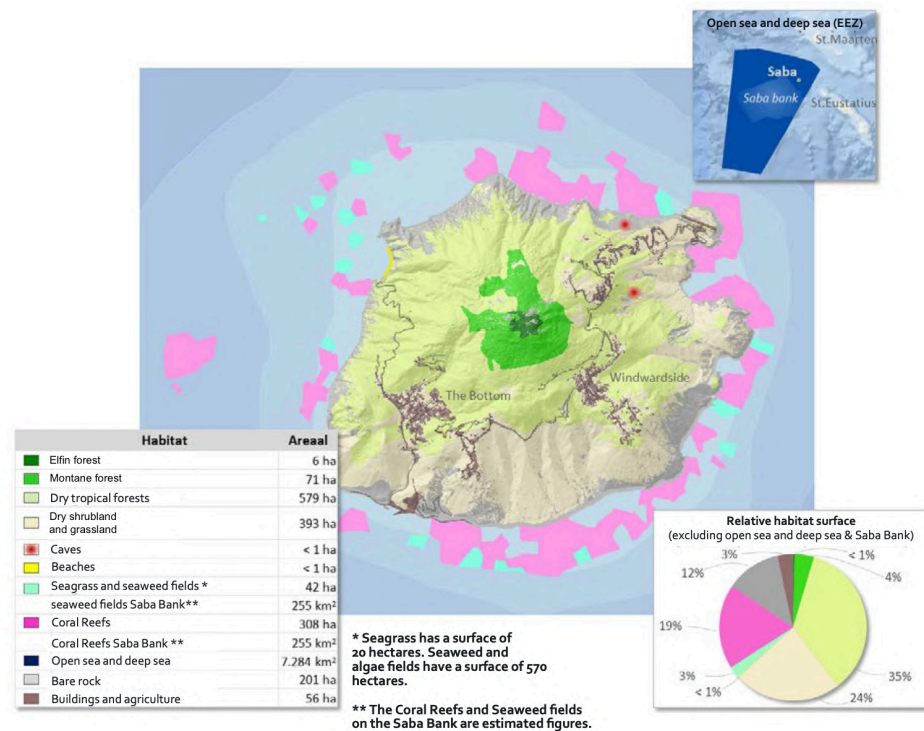 Open sea and deep sea (EEZ)
St.Maarten
Saba
Saba bank
St.Eustatius
The Bottom
Windwardside
Habitat Areaal
Elfin forest 6 ha
Montane forest 71 ha
Dry tropical forests 579 ha
Dry shrubland
and grassland 393 ha
Caves < 1 ha
Beaches < 1 ha
Seagrass and seaweed fields * 42 ha
seaweed fields Saba Bank** 255 km²
Coral Reefs 308 ha
Coral Reefs Saba Bank ** 255 km²
Open sea and deep sea 7.284 km²
Bare rock 201 ha
Buildings and agriculture 56 ha
* Seagrass has a surface of
20 hectares. Seaweed and
algae fields have a surface of 570
hectares.
** The Coral Reefs and Seaweed fields
on the Saba Bank are estimated figures.
Relative habitat surface
(excluding open sea and deep sea & Saba Bank)
3%
< 1%
12%
4%
19%
3%
< 1%
35%
24%